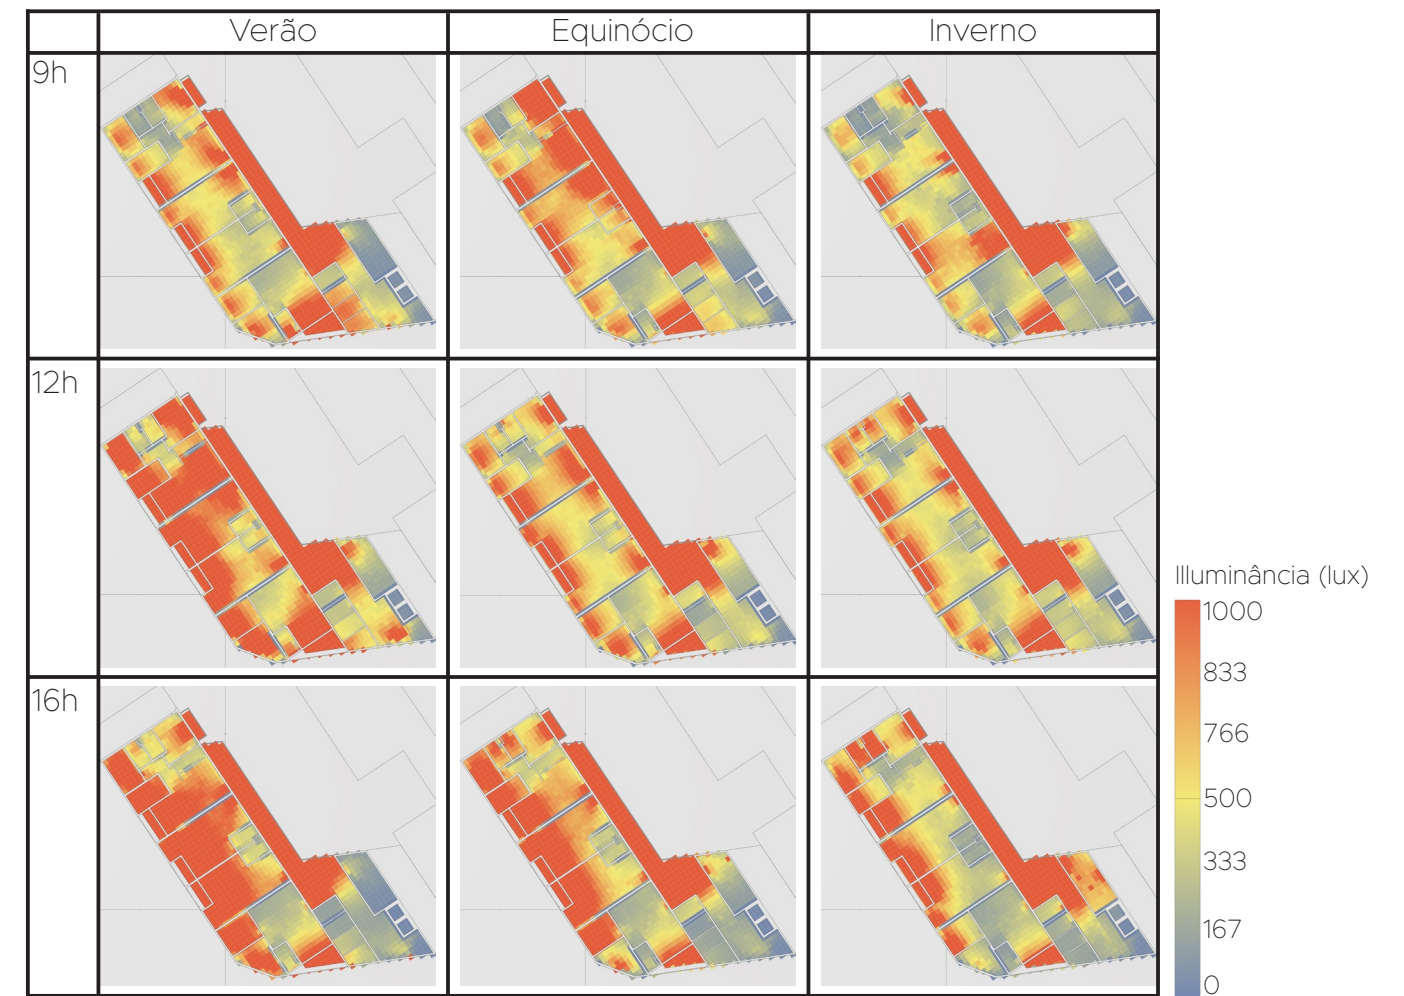 Verão Equinócio Inverno
9h
12h
16h
Illuminância (lux)
1000
833
766
500
333
167
0